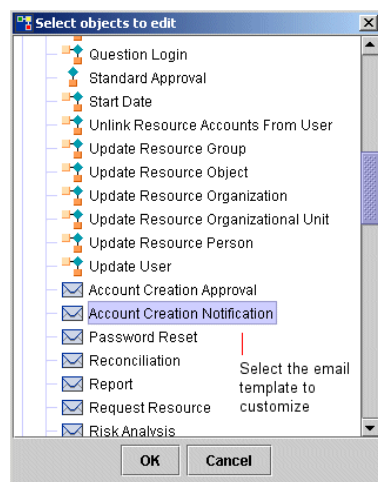 Select objects to edit
Question Login
Standard Approval
Start Date
Unlink Resource Accounts From User
Update Resource Group
Update Resource Object
Update Resource Organization
Update Resource Organizational Unit
Update Resource Person
Update User
Account Creation Approval
Account Creation Notification
Password Reset
Reconciliation
Report
Request Resource
Risk Analysis
Select the email
template to
customize
OK
Cancel